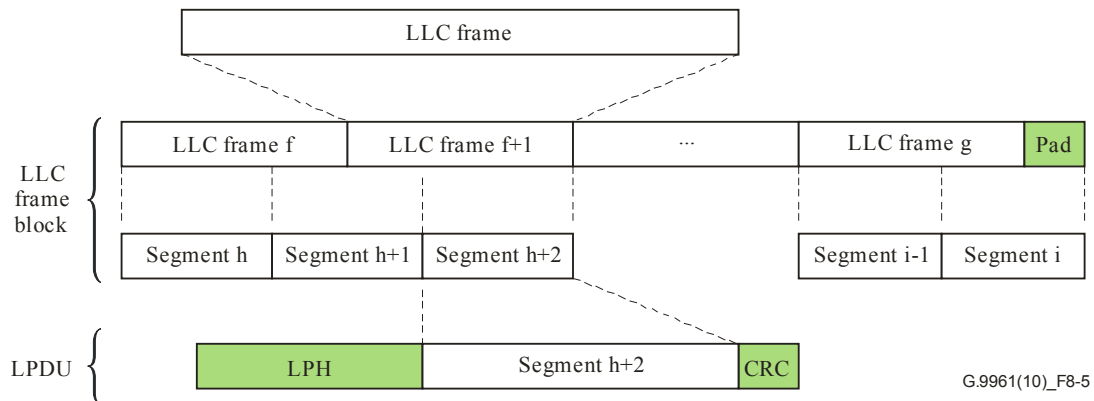 LLC frame
LLC frame f
LLC frame f+1
...
LLC frame g
Pad
LLC
frame
block
Segment h
Segment h+1
Segment h+2
Segment i-1
Segment i
LPDU
LPH
Segment h+2
CRC
G.9961(10)_F8-5